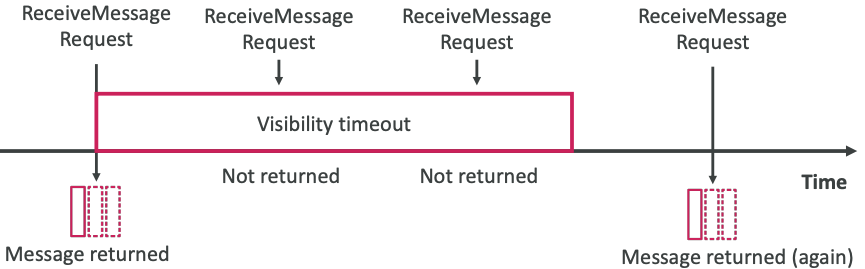 ReceiveMessage
Request
ReceiveMessage
Request
ReceiveMessage
Request
ReceiveMessage
Request
Visibility timeout
Not returned
Not returned
Time
Message returned
Message returned (again)